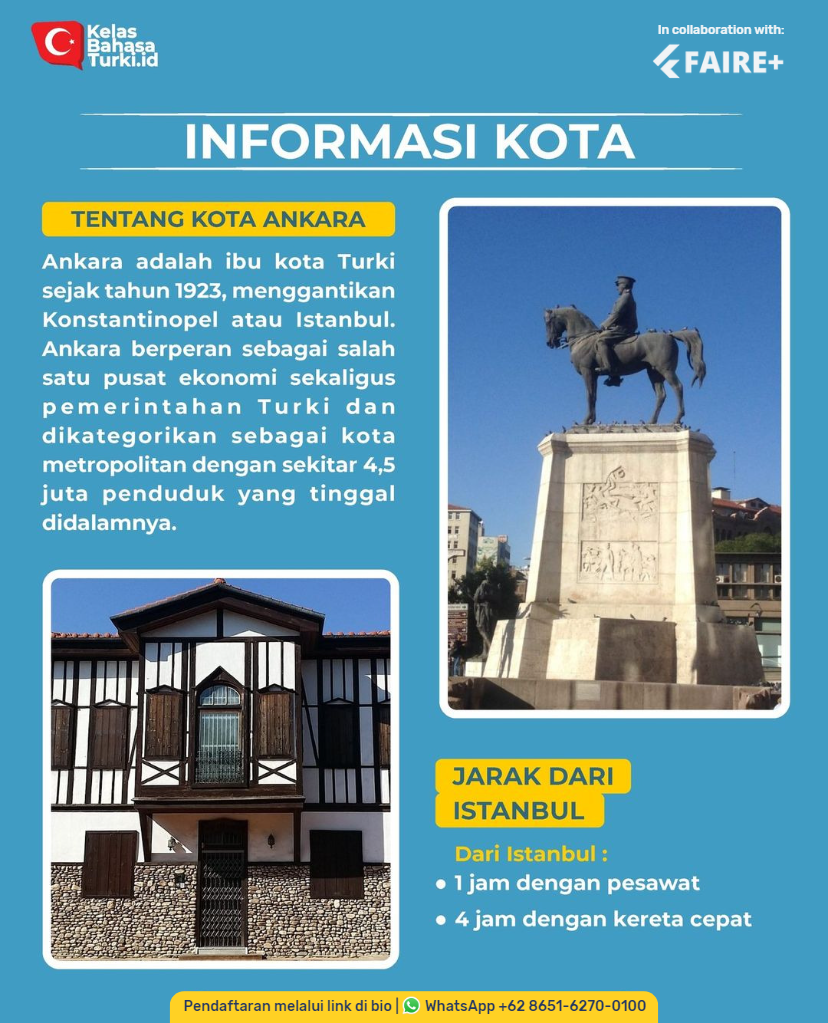 Kelas
Bahasa
Turki.id
In collaboration with:
FAIRE+
INFORMASI KOTA
TENTANG KOTA ANKARA
Ankara adalah ibu kota Turki
sejak tahun 1923, menggantikan
Konstantinopel atau Istanbul.
Ankara berperan sebagai salah
satu pusat ekonomi sekaligus
pemerintahan Turki dan
dikategorikan sebagai kota
metropolitan dengan sekitar 4,5
juta penduduk yang tinggal
didalamnya.
JARAK DARI
ISTANBUL
Dari Istanbul :
● 1 jam dengan pesawat
● 4 jam dengan kereta cepat
Pendaftaran melalui link di bio | WhatsApp +62 8651-6270-0100